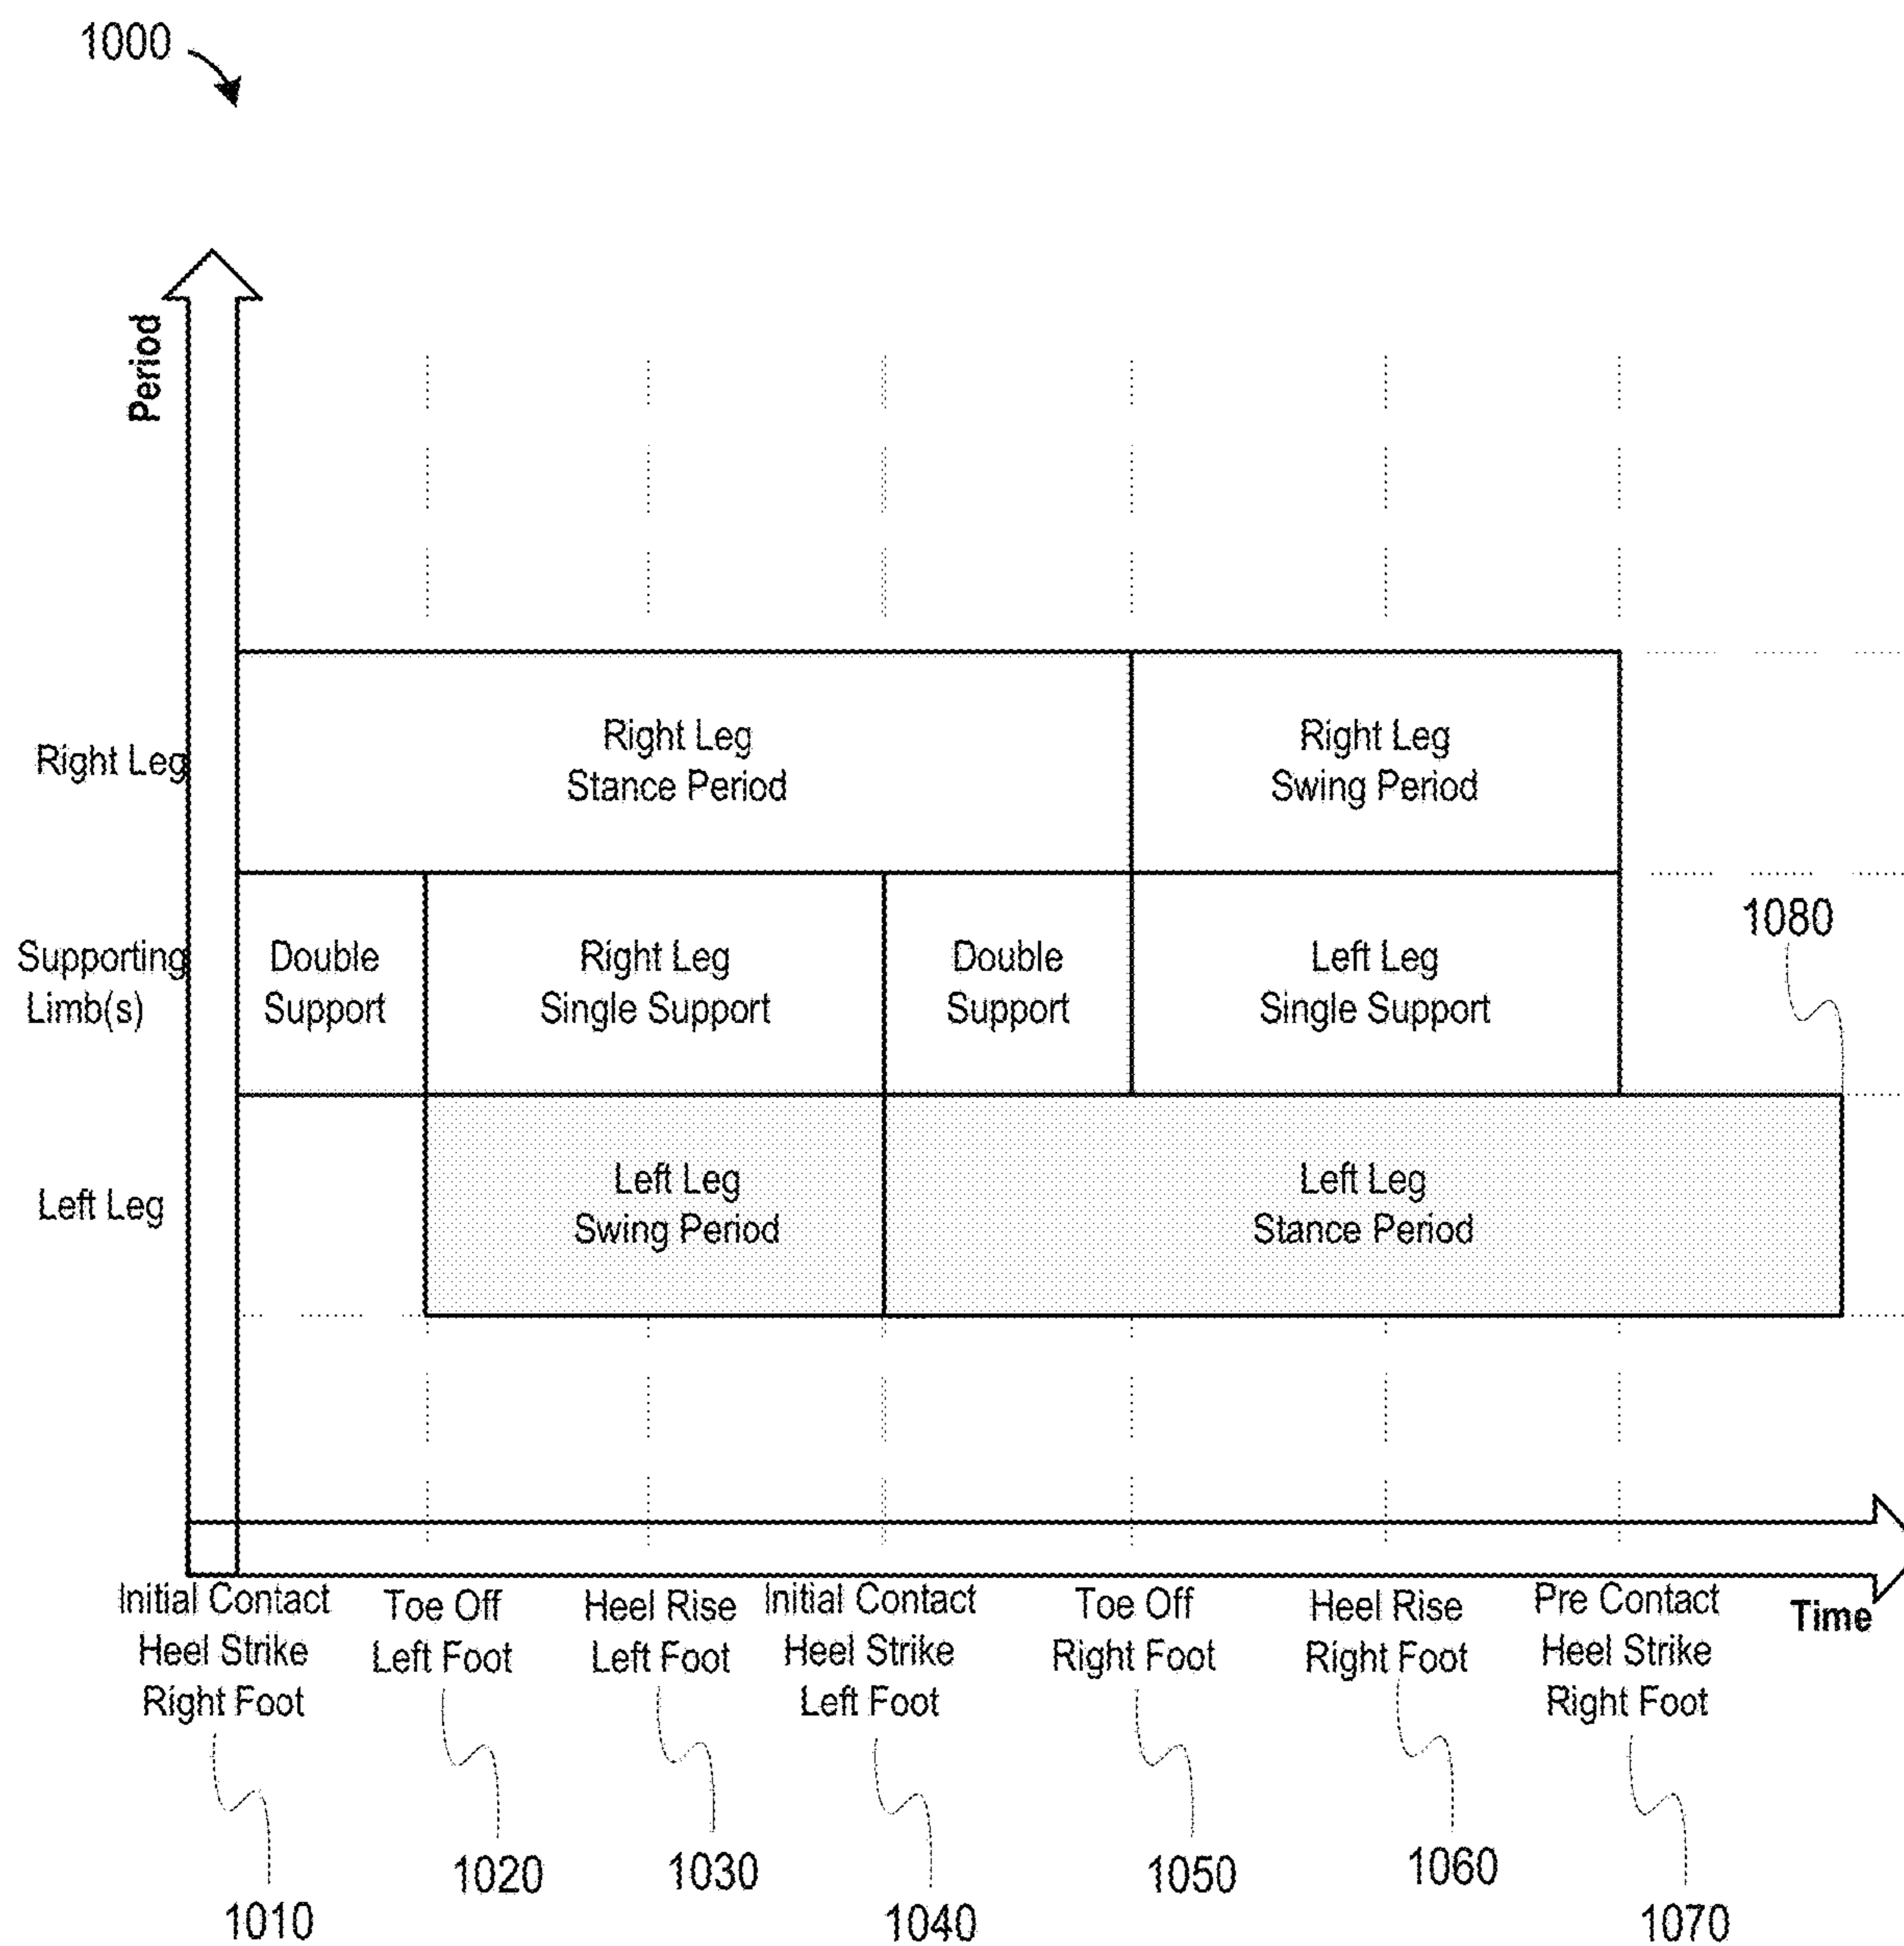 1000
Period
Right Leg
Right Leg
Stance Period
Right Leg
Swing Period
1080
Supporting
Limb(s)
Double
Support
Right Leg
Single Support
Double
Support
Left Leg
Single Support
Left Leg
Left Leg
Swing Period
Left Leg
Stance Period
Initial Contact
Heel Strike
Right Foot
Toe Off
Left Foot
Heel Rise
Left Foot
Initial Contact
Heel Strike
Left Foot
Toe Off
Right Foot
Heel Rise
Right Foot
Pre Contact
Heel Strike
Right Foot
Time
1010
1020
1030
1040
1050
1060
1070